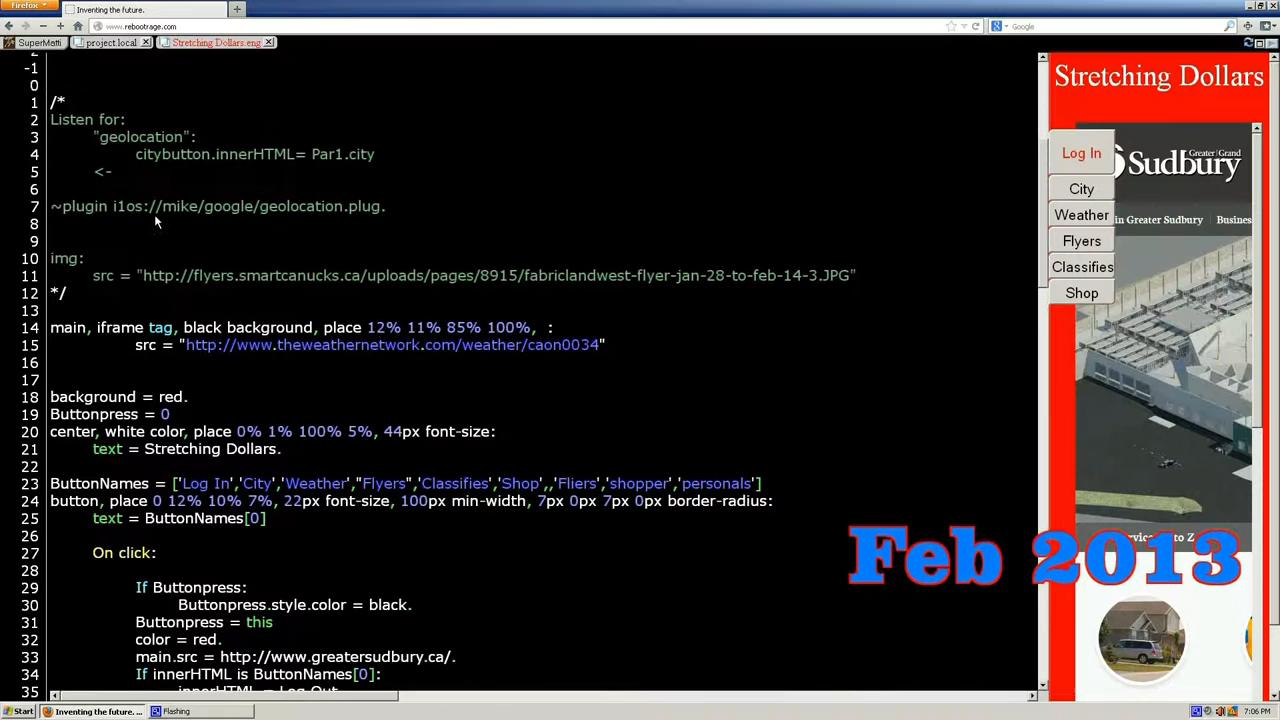 Firefox
Inventing the future.
www.rebootrage.com
Google
SuperMatti
project.local
Stretching Dollars.eng
-1
0
1 /*
2 Listen for:
3 "geolocation":
4 citybutton.innerHTML= Par1.city
5 <-
6
7 ~plugin i1os://mike/google/geolocation.plug.
8
9
10 img:
11 src = "http://flyers.smartcanucks.ca/uploads/pages/8915/fabriclandwest-flyer-jan-28-to-feb-14-3.JPG"
12 */
13
14 main, iframe tag, black background, place 12% 11% 85% 100%, :
15 src = "http://www.theweathernetwork.com/weather/caon0034"
16
17
18 background = red.
19 Buttonpress = 0
20 center, white color, place 0% 1% 100% 5%, 44px font-size:
21 text = Stretching Dollars.
22
23 ButtonNames = ['Log In','City','Weather',"Flyers",'Classifies','Shop',,'Fliers','shopper','personals']
24 button, place 0 12% 10% 7%, 22px font-size, 100px min-width, 7px 0px 7px 0px border-radius:
25 text = ButtonNames[0]
26
27 On click:
28
29 If Buttonpress:
30 Buttonpress.style.color = black.
31 Buttonpress = this
32 color = red.
33 main.src = http://www.greatersudbury.ca/.
34 If innerHTML is ButtonNames[0]:
35 innerHTML = Log Out
Stretching Dollars
Greater | Grand
Sudbury
Log In
City
Weather
in Greater Sudbury
Busines
Flyers
Classifies
Shop
Feb 2013
Start
Inventing the future. ...
Flashing
7:06 PM